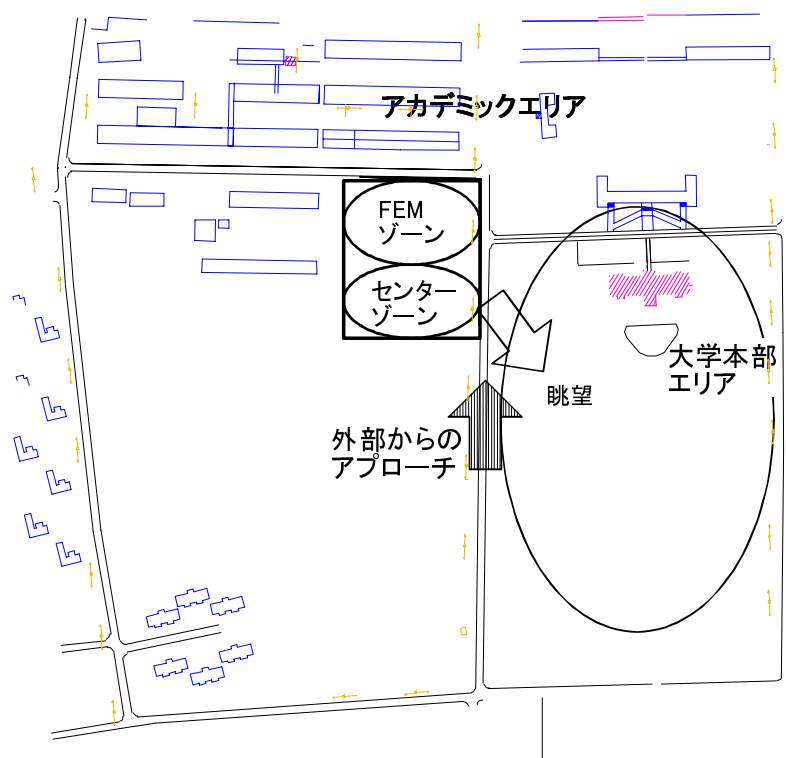 アカデミックエリア
FEM
ゾーン
センター
ゾーン
大学本部
エリア
眺望
外部からの
アプローチ